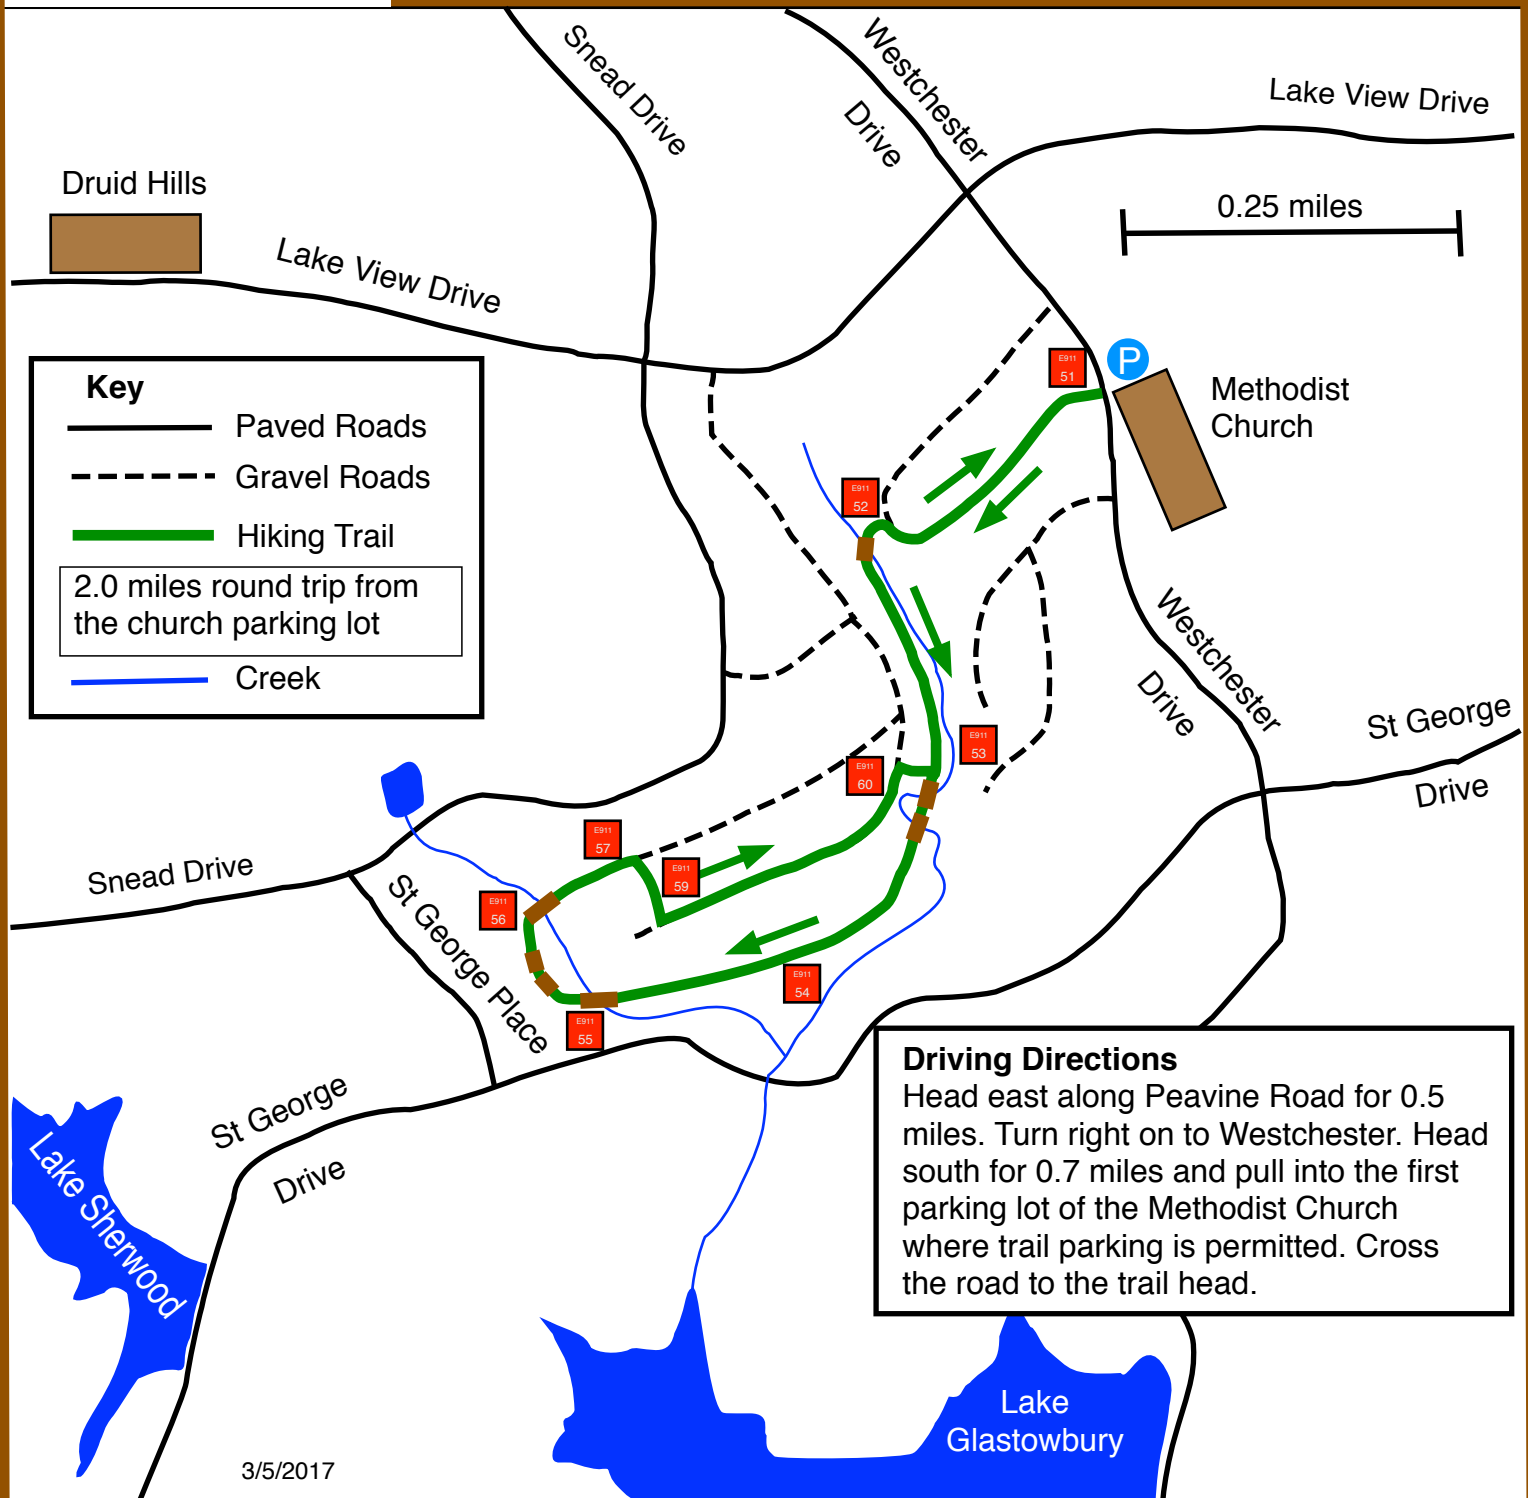 Snead Drive
Westchester
Drive
Lake View Drive
Druid Hills
0.25 miles
Lake View Drive
Key
Paved Roads
Gravel Roads
Hiking Trail
2.0 miles round trip from
the church parking lot
Creek
E911
51
P
Methodist
Church
E911
52
Westchester
Drive
St George
Drive
E911
53
E911
60
E911
57
E911
59
Snead Drive
E911
56
St George Place
E911
54
E911
55
St George
Drive
Driving Directions
Head east along Peavine Road for 0.5
miles. Turn right on to Westchester. Head
south for 0.7 miles and pull into the first
parking lot of the Methodist Church
where trail parking is permitted. Cross
the road to the trail head.
Lake Sherwood
Lake
Glastowbury
3/5/2017